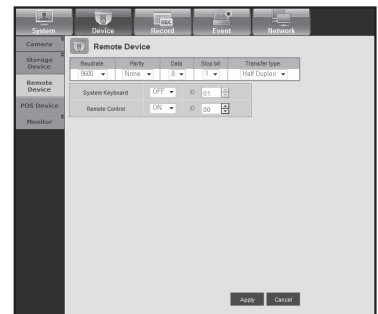 System Device Record Event Network
REC
Camera
Storage Device
Remote Device
POS Device
Monitor
Remote Device
Baudrate Parity Data Stop bit Transfer type
9600 None 8 1 Half Duplex
System Keyboard OFF ID 01
Remote Control ON ID 00
Apply Cancel